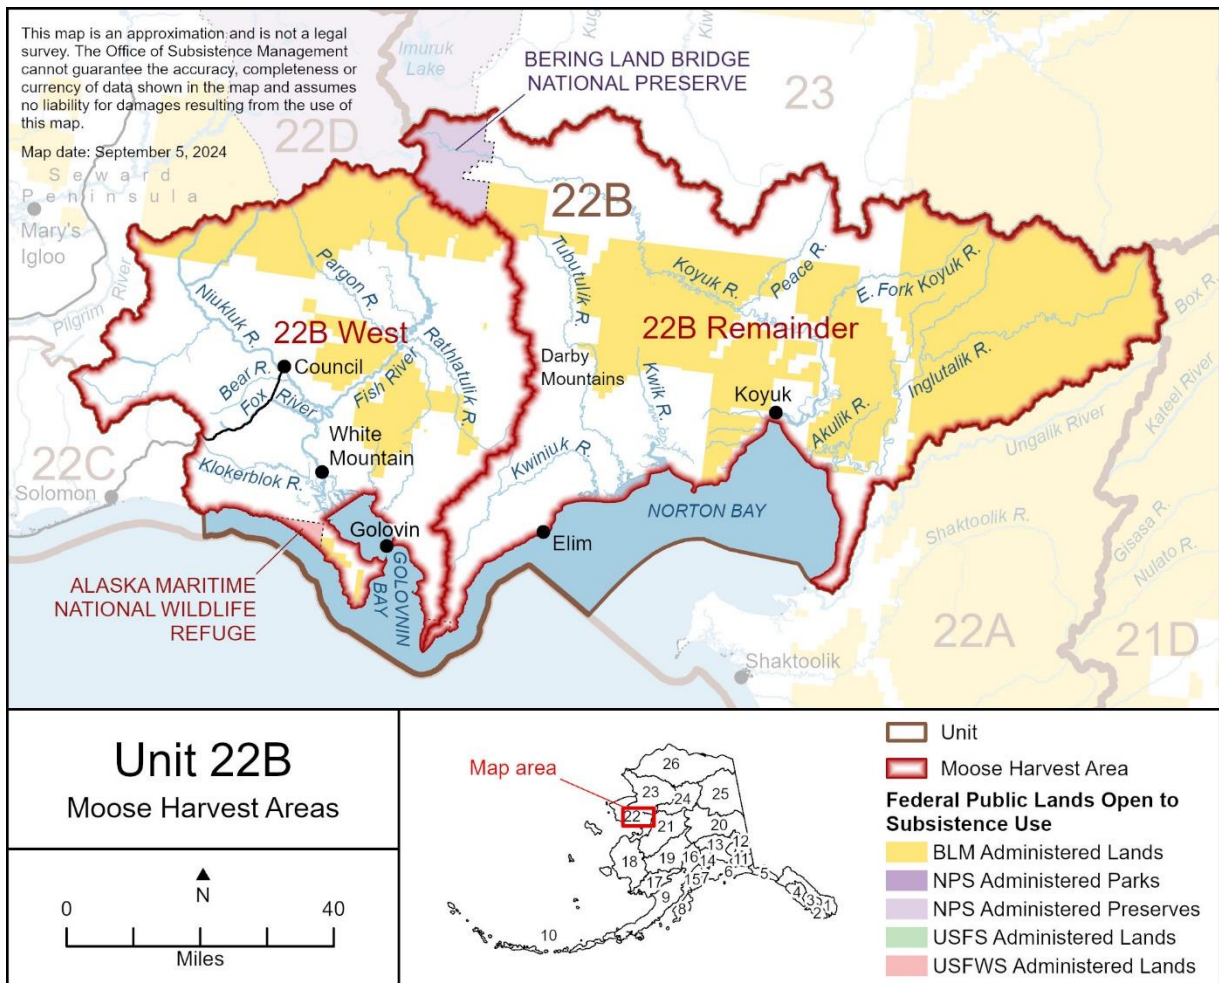 This map is an approximation and is not a legal
survey. The Office of Subsistence Management
cannot guarantee the accuracy, completeness or
currency of data shown in the map and assumes
no liability for damages resulting from the use of
this map.
Map date: September 5, 2024
Imuruk
Lake
BERING LAND BRIDGE
NATIONAL PRESERVE
23
22D
Seward
Peninsula
Mary's
Igloo
Pilgrim River
22B
Niukluk R.
Pargon R.
Tubutulik R.
Koyuk R.
Peace R.
E. Fork Koyuk R.
Box R.
22B West
22B Remainder
Rathlatulik R.
Fish River
Council
Bear R.
Fox River
Darby
Mountains
Kwik R.
Inglutalik R.
Koyuk
Akulik R.
Ungalik River
Kateel River
White
Mountain
Klokerblok R.
Kwiniuk R.
22C
Solomon
NORTON BAY
Golovin
Elim
GOLOVNIN
BAY
Shaktoolik R.
Gisasa R.
Nulato R.
ALASKA MARITIME
NATIONAL WILDLIFE
REFUGE
22A
21D
Shaktoolik
Unit 22B
Moose Harvest Areas
N
0 40
Miles
Map area
26
23
24
25
22
21
20
19
18
17
16
13
12
14
11
15
7
6
5
9
8
10
4
3
1
2
Unit
Moose Harvest Area
Federal Public Lands Open to
Subsistence Use
BLM Administered Lands
NPS Administered Parks
NPS Administered Preserves
USFS Administered Lands
USFWS Administered Lands